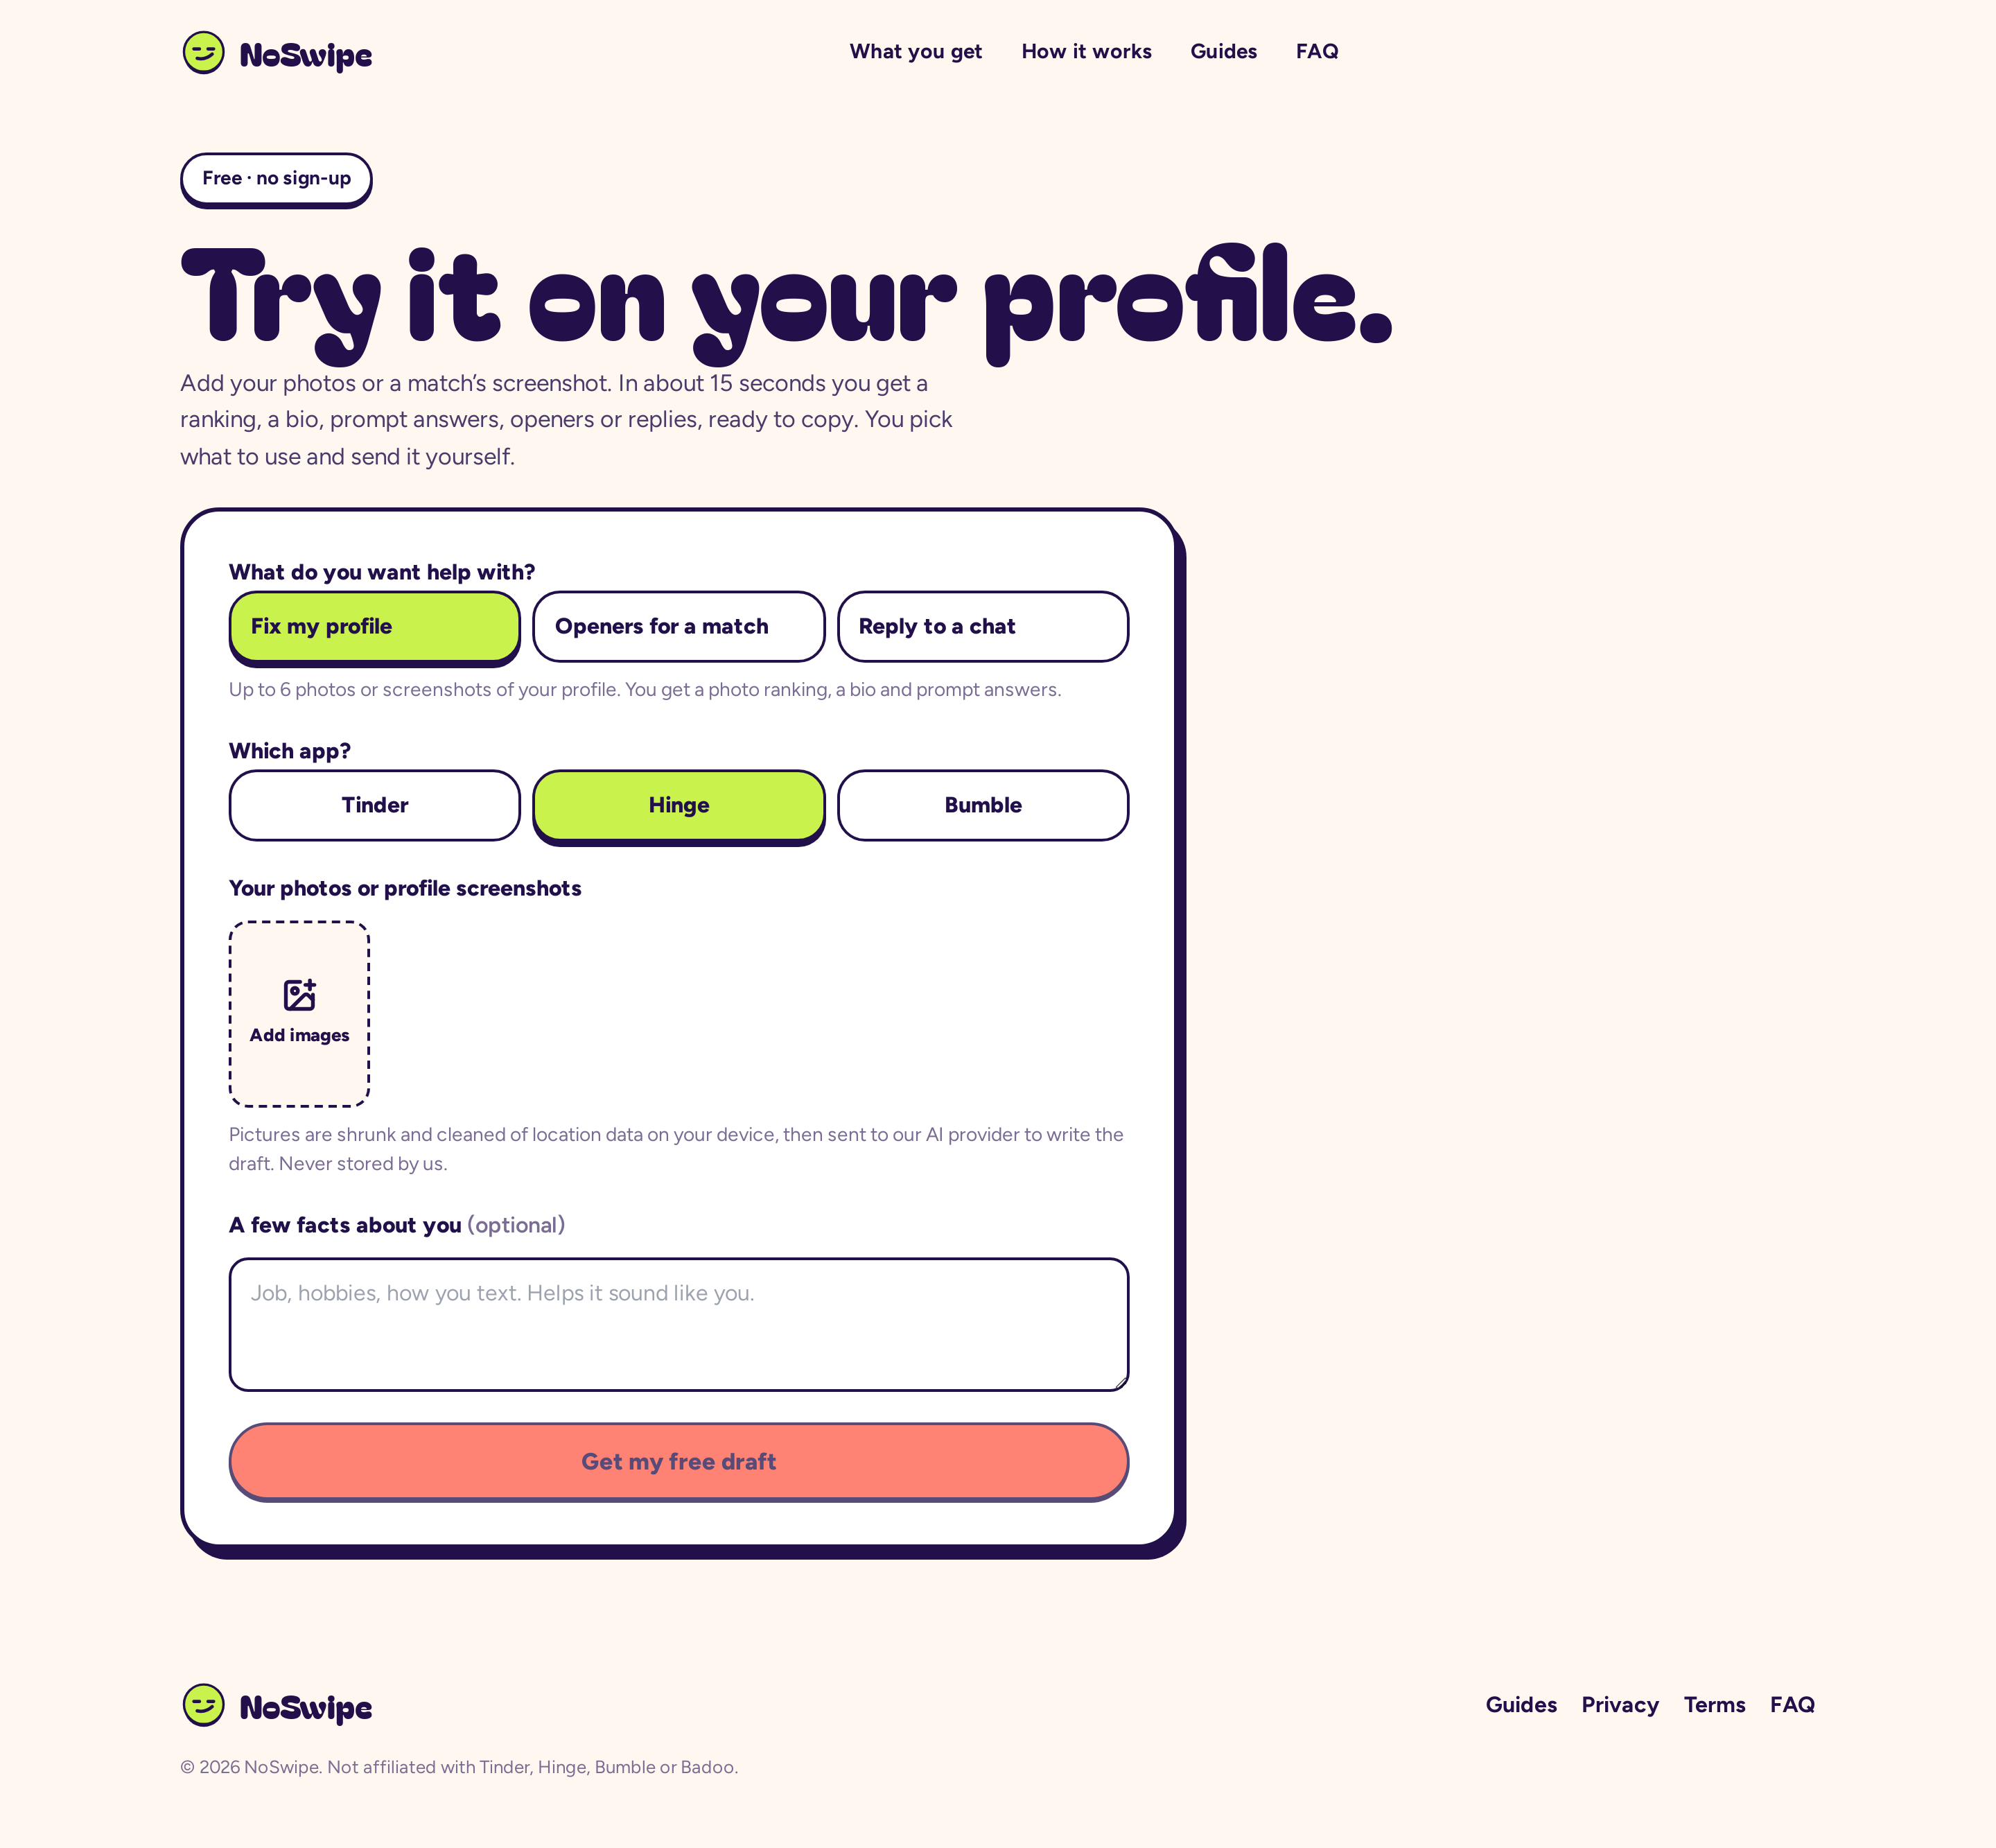 NoSwipe
What you get How it works Guides FAQ
Free · no sign-up
Try it on your profile.
Add your photos or a match’s screenshot. In about 15 seconds you get a
ranking, a bio, prompt answers, openers or replies, ready to copy. You pick
what to use and send it yourself.
What do you want help with?
Fix my profile Openers for a match Reply to a chat
Up to 6 photos or screenshots of your profile. You get a photo ranking, a bio and prompt answers.
Which app?
Tinder Hinge Bumble
Your photos or profile screenshots
Add images
Pictures are shrunk and cleaned of location data on your device, then sent to our AI provider to write the
draft. Never stored by us.
A few facts about you (optional)
Job, hobbies, how you text. Helps it sound like you.
Get my free draft
NoSwipe
Guides Privacy Terms FAQ
© 2026 NoSwipe. Not affiliated with Tinder, Hinge, Bumble or Badoo.